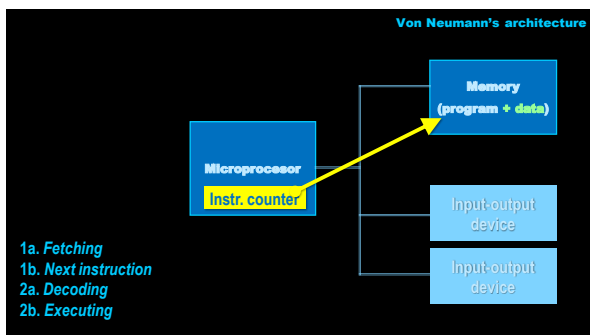 Von Neumann's architecture
Memory
(program + data)
Microprocesor
Instr. counter
Input-output
device
Input-output
device
1a. Fetching
1b. Next instruction
2a. Decoding
2b. Executing